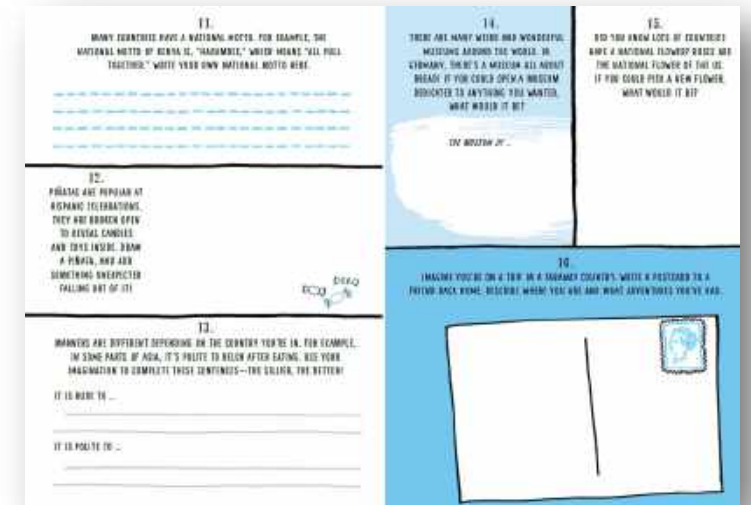 11.
MANY COUNTRIES HAVE A NATIONAL MOTTO. FOR EXAMPLE, THE
NATIONAL MOTTO OF KENYA IS, "HARAMBEE," WHICH MEANS "ALL PULL
TOGETHER." WRITE YOUR OWN NATIONAL MOTTO HERE.
12.
PIÑATAS ARE POPULAR AT
HISPANIC CELEBRATIONS.
THEY ARE BROKEN OPEN
TO REVEAL CANDIES
AND TOYS INSIDE. DRAW
A PIÑATA, AND ADD
SOMETHING UNEXPECTED
FALLING OUT OF IT!
13.
MANNERS ARE DIFFERENT DEPENDING ON THE COUNTRY YOU'RE IN. FOR EXAMPLE,
IN SOME PARTS OF ASIA, IT'S POLITE TO BELCH AFTER EATING. USE YOUR
IMAGINATION TO COMPLETE THESE SENTENCES—THE SILLIER, THE BETTER!
IT IS RUDE TO ...
IT IS POLITE TO ...
14.
THERE ARE MANY WEIRD AND WONDERFUL
MUSEUMS AROUND THE WORLD. IN
GERMANY, THERE'S A MUSEUM ALL ABOUT
BREAD! IF YOU COULD OPEN A MUSEUM
DEDICATED TO ANYTHING YOU WANTED,
WHAT WOULD IT BE?
THE MUSEUM OF ...
15.
DID YOU KNOW LOTS OF COUNTRIES
HAVE A NATIONAL FLOWER? ROSES ARE
THE NATIONAL FLOWER OF THE US.
IF YOU COULD PICK A NEW FLOWER,
WHAT WOULD IT BE?
16.
IMAGINE YOU'RE ON A TRIP IN A FARAWAY COUNTRY. WRITE A POSTCARD TO A
FRIEND BACK HOME. DESCRIBE WHERE YOU ARE AND WHAT ADVENTURES YOU'VE HAD.